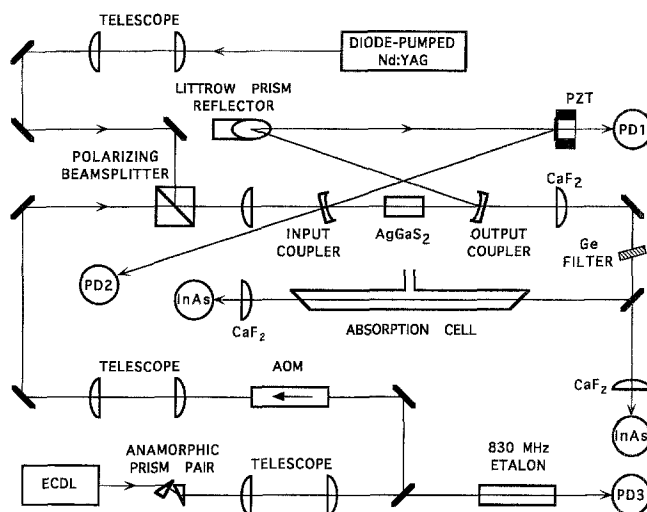 TELESCOPE
DIODE-PUMPED
Nd:YAG
LITTROW PRISM
REFLECTOR
PZT
PD1
POLARIZING
BEAMSPLITTER
CaF2
INPUT
COUPLER
AgGaS2
OUTPUT
COUPLER
Ge
FILTER
PD2
InAs
CaF2
ABSORPTION CELL
TELESCOPE
AOM
CaF2
InAs
ANAMORPHIC
PRISM PAIR
TELESCOPE
830 MHz
ETALON
ECDL
PD3